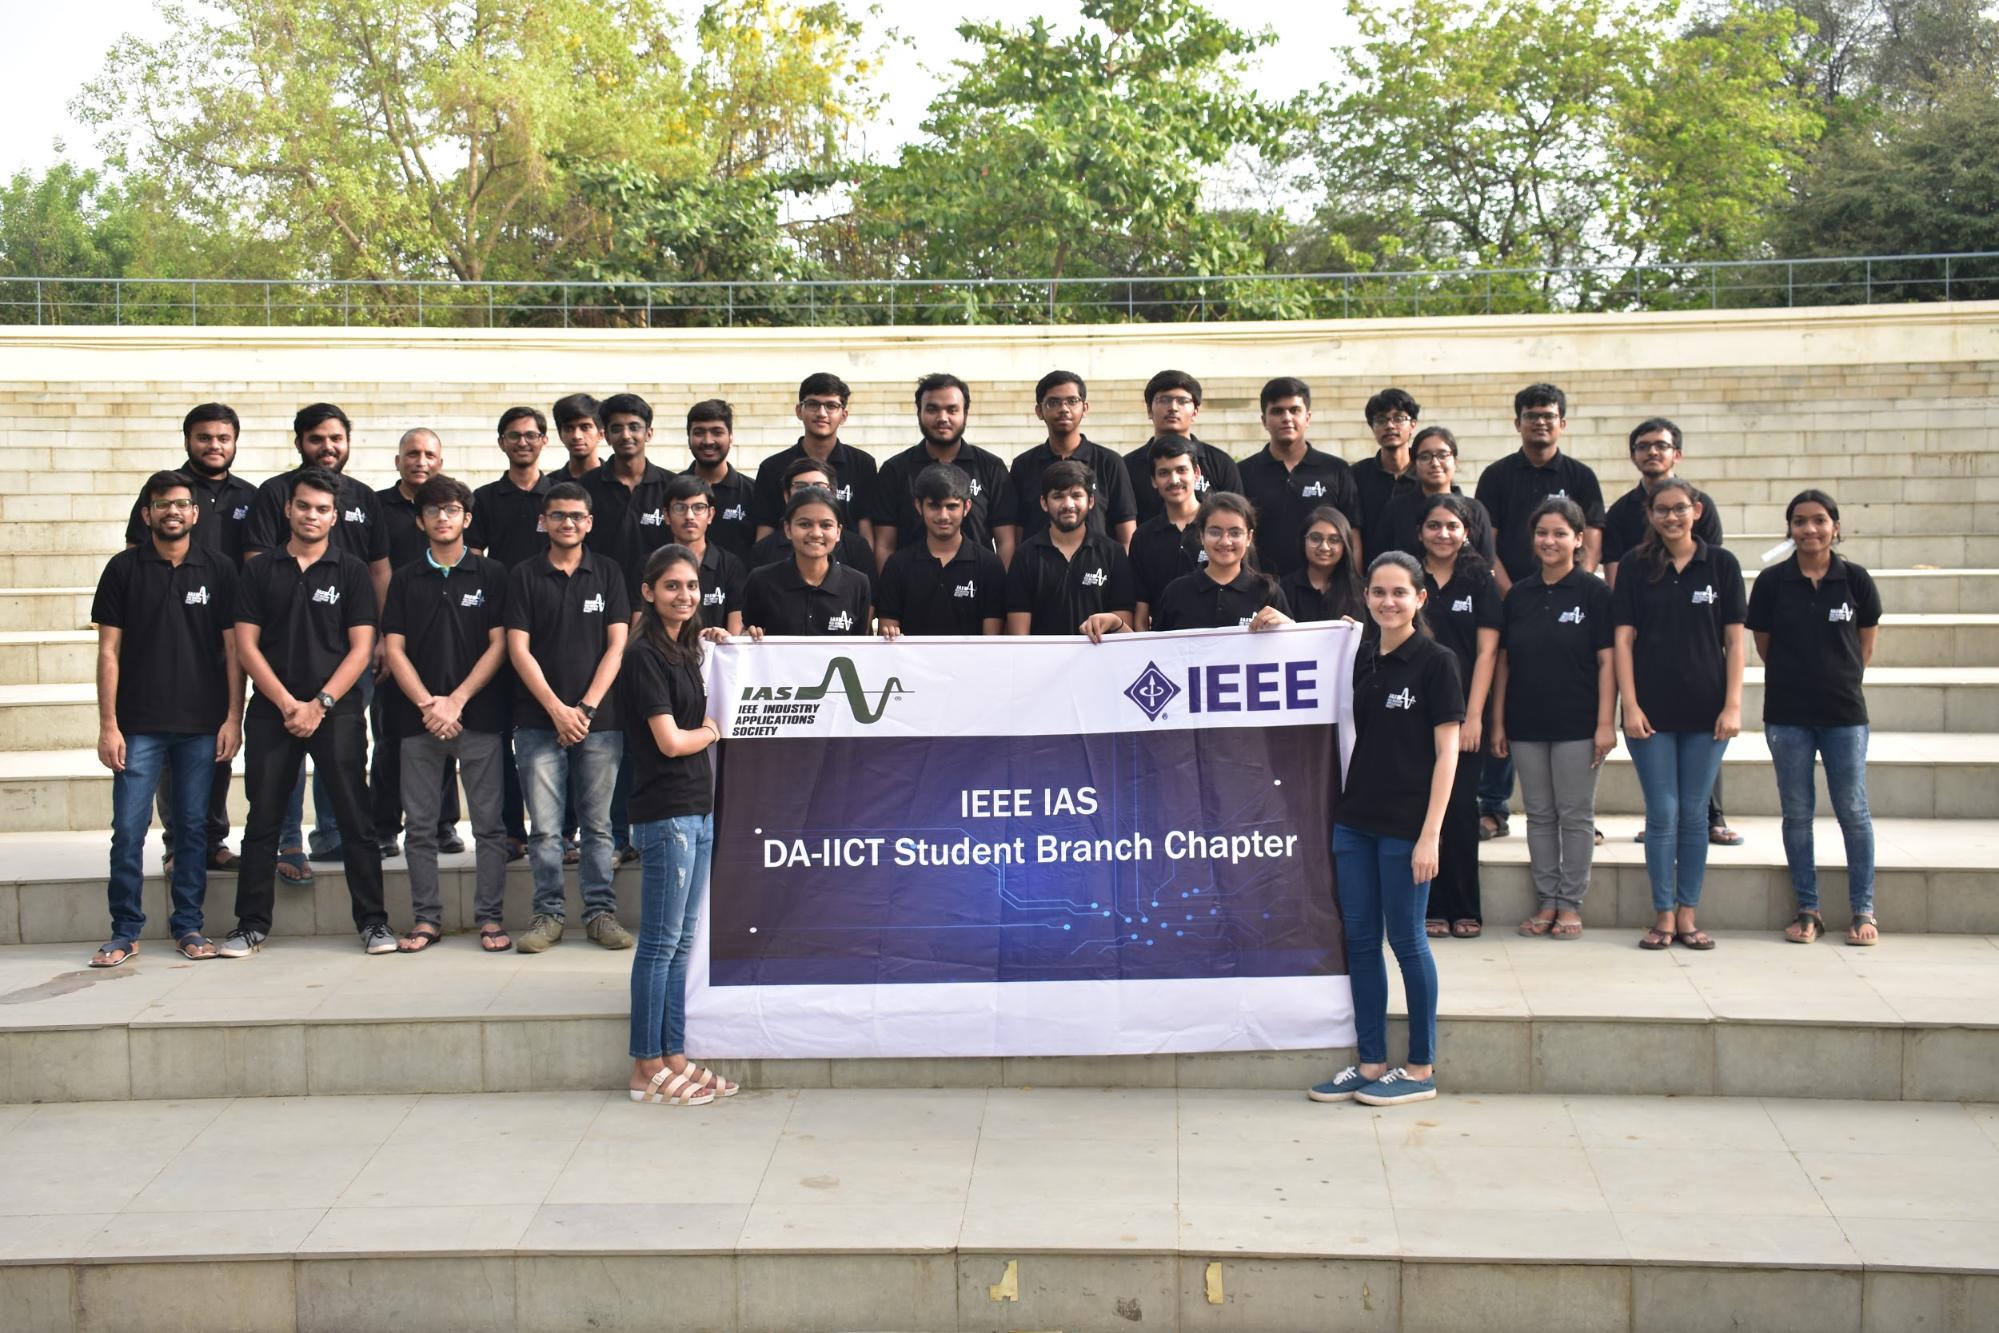 IAS
IEEE INDUSTRY
APPLICATIONS
SOCIETY
®
®
IEEE
IEEE IAS
DA-IICT Student Branch Chapter